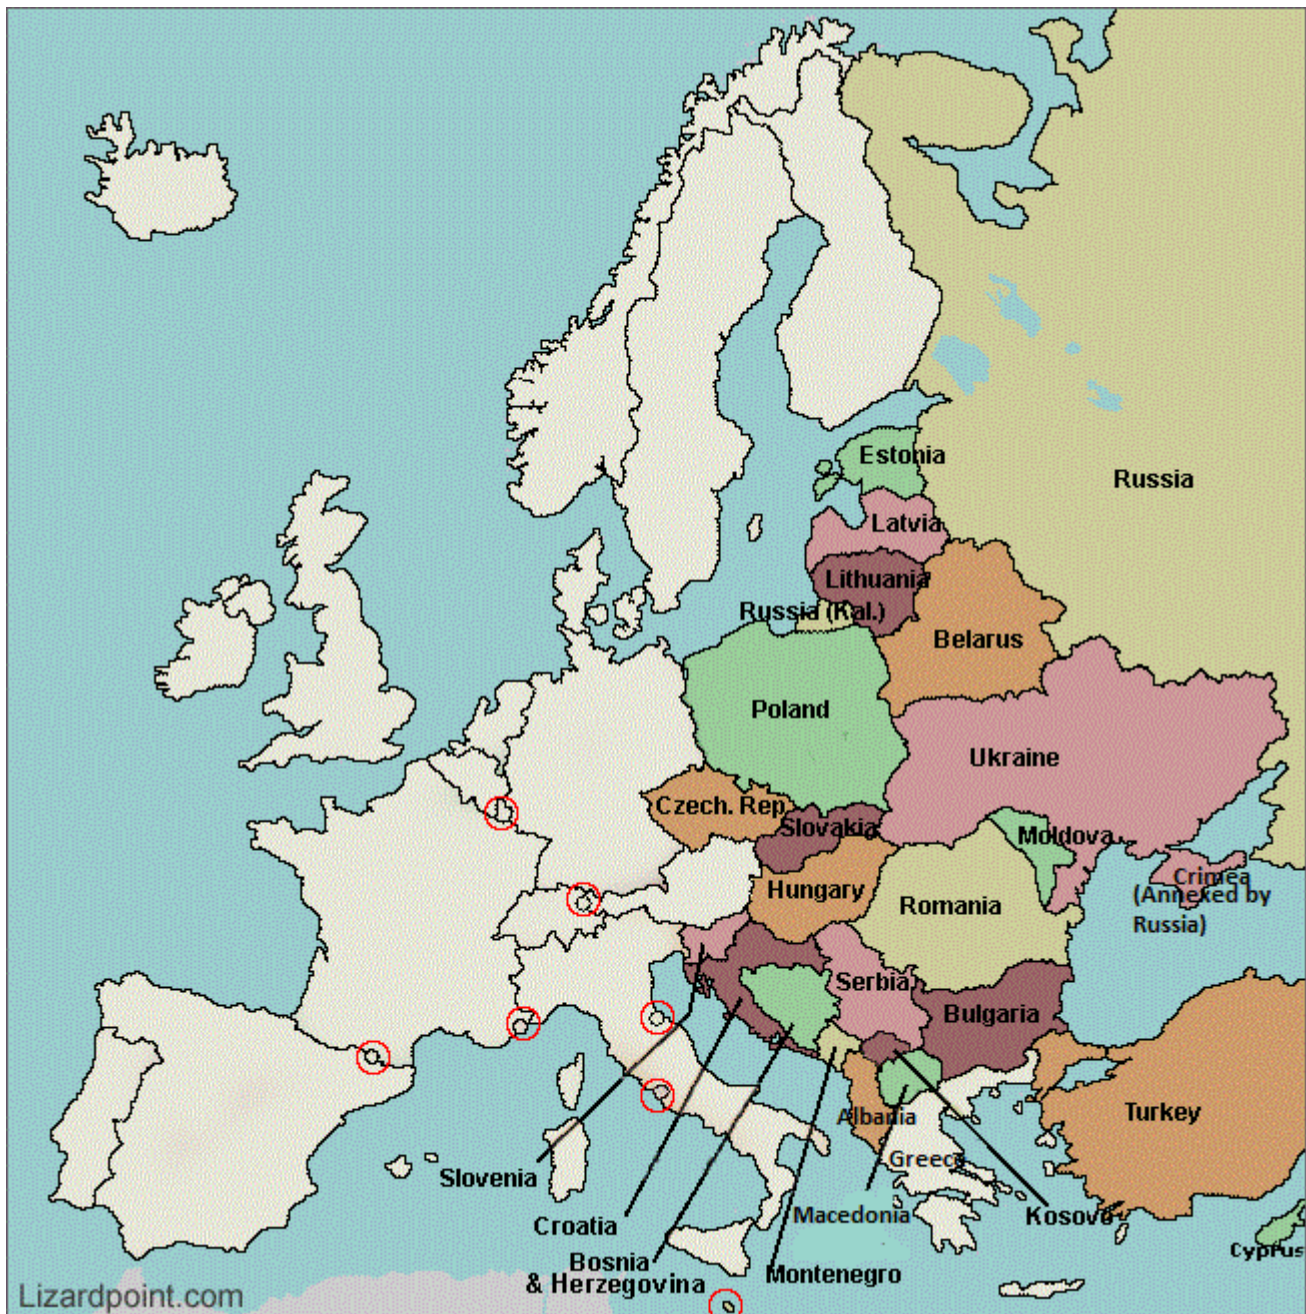 Estonia
Russia
Latvia
Lithuania
Russia (Kal.)
Belarus
Poland
Ukraine
Czech. Rep.
Slovakia
Moldova
Hungary
Romania
Crimea
(Annexed by
Russia)
Serbia
Bulgaria
Albania
Turkey
Greece
Slovenia
Macedonia
Kosovo
Croatia
Bosnia
& Herzegovina
Montenegro
Cyprus
Lizardpoint.com